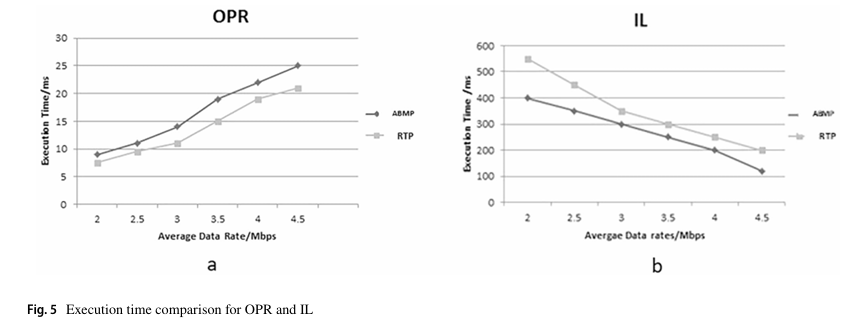 OPR
30
25
20
15
10
5
0
Execution Time/ms
2 2.5 3 3.5 4 4.5
Average Data Rate/Mbps
ABMP
RTP
a
IL
600
500
400
300
200
100
0
Execution Time /ms
2 2.5 3 3.5 4 4.5
Avergae Data rates/Mbps
ABMP
RTP
b
Fig. 5 Execution time comparison for OPR and IL